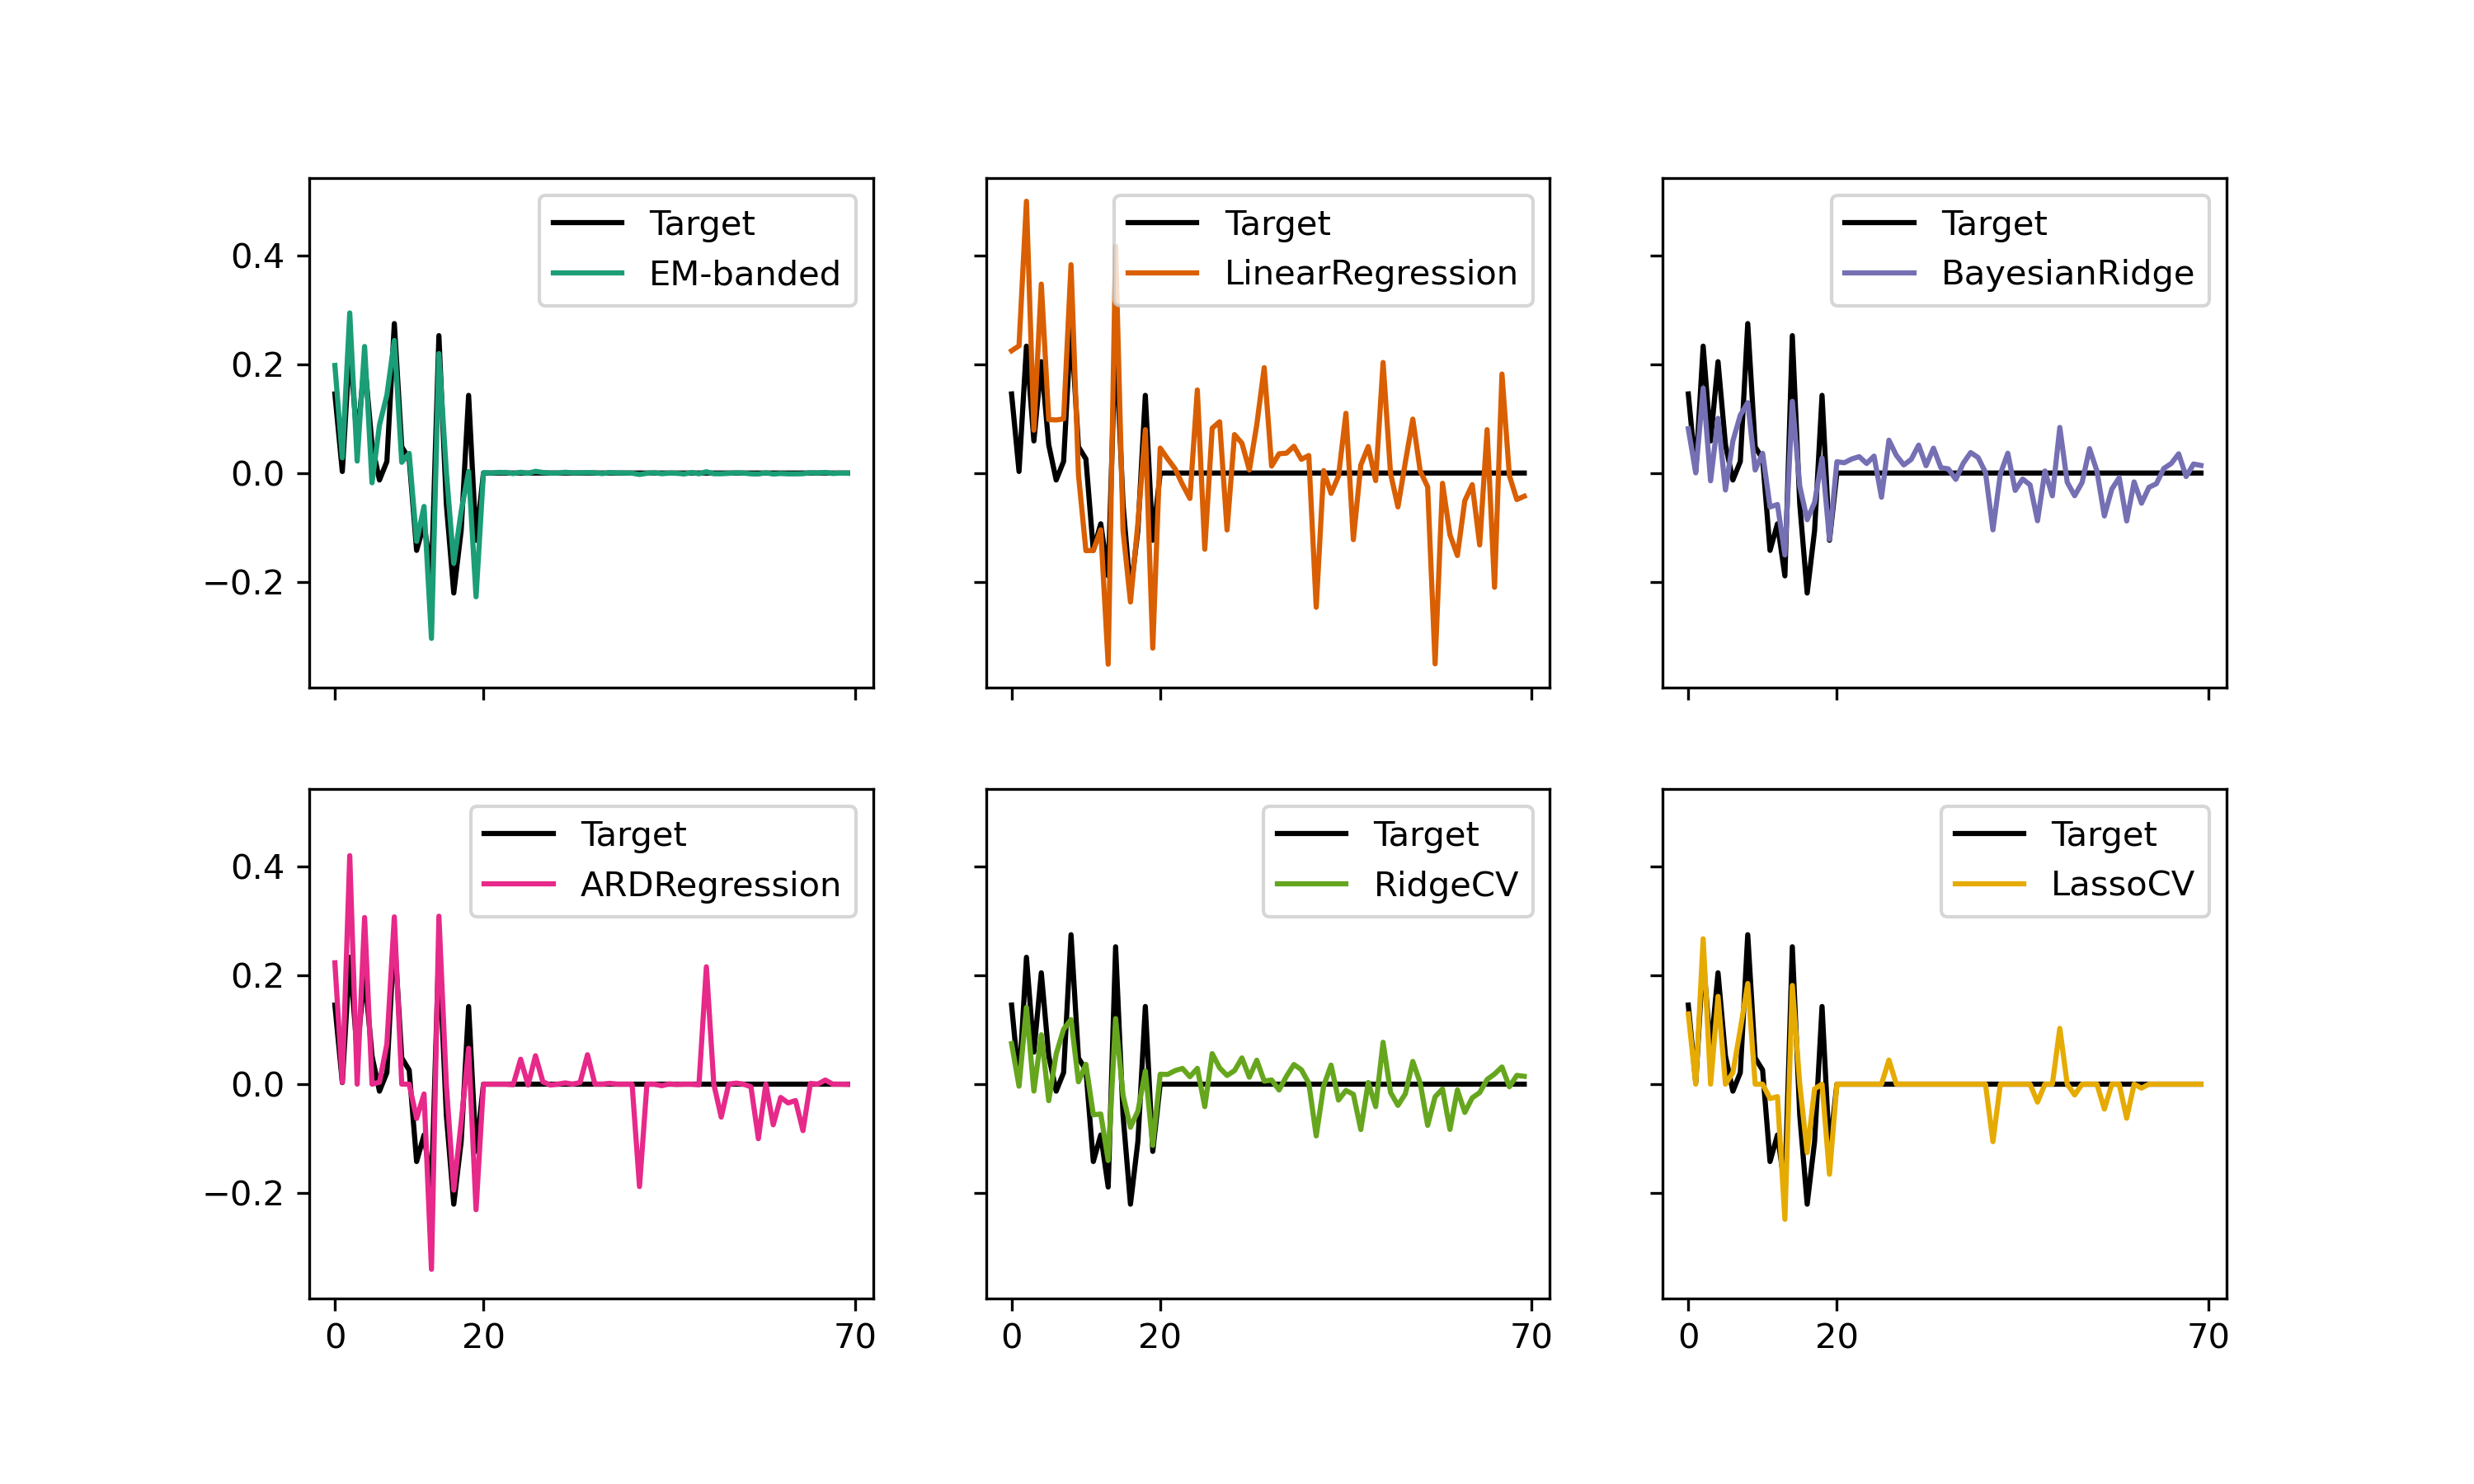 Target
EM-banded
0.4
0.2
0.0
−0.2
Target
LinearRegression
Target
BayesianRidge
Target
ARDRegression
0.4
0.2
0.0
−0.2
0 20 70
Target
RidgeCV
0 20 70
Target
LassoCV
0 20 70